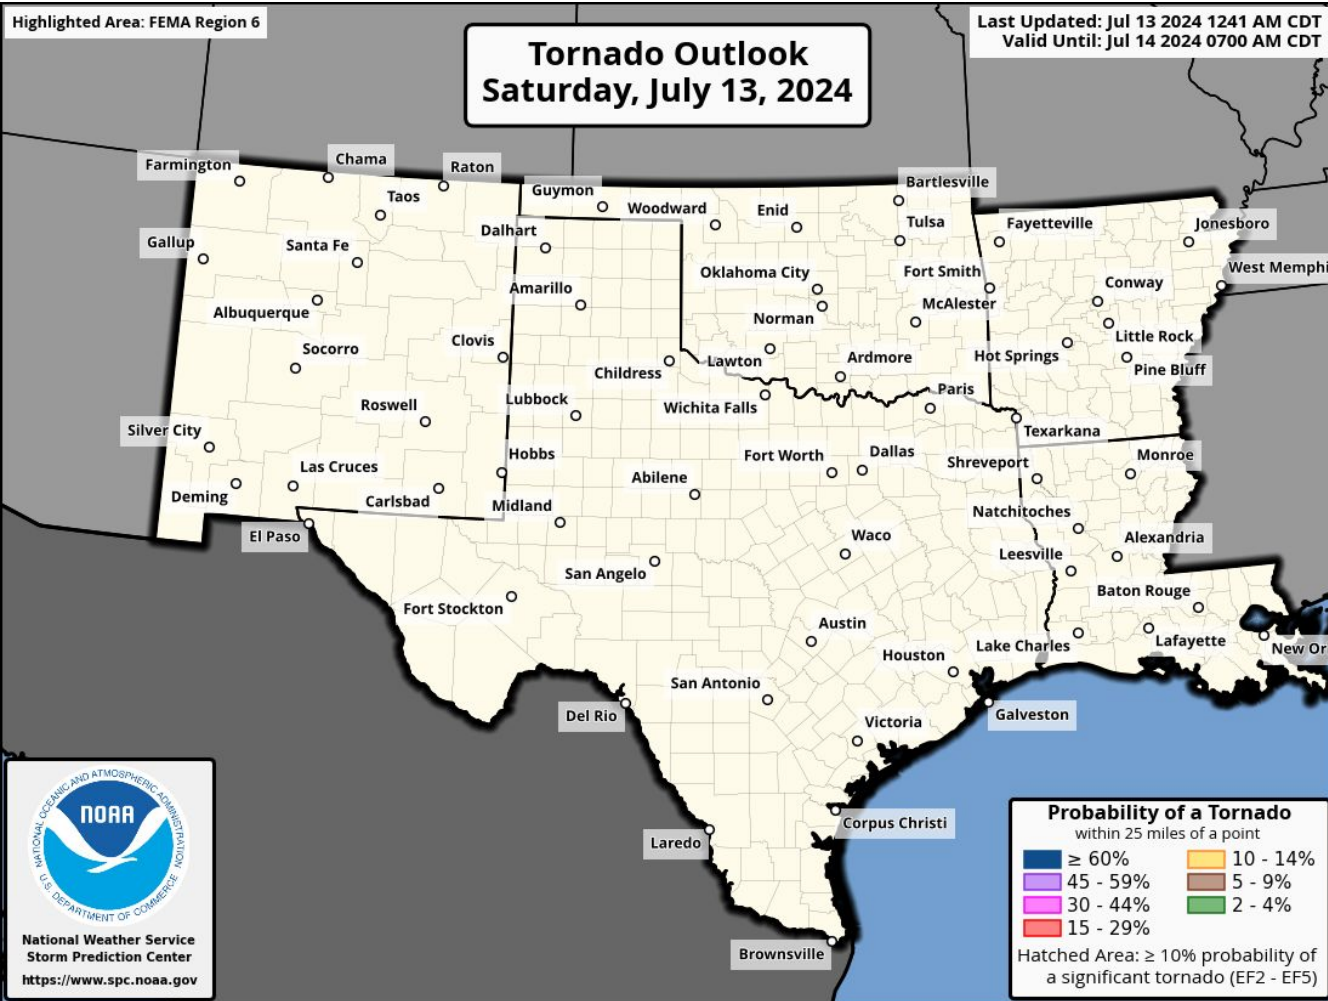 Highlighted Area: FEMA Region 6
Last Updated: Jul 13 2024 1241 AM CDT
Valid Until: Jul 14 2024 0700 AM CDT
Tornado Outlook
Saturday, July 13, 2024
Farmington
Chama
Raton
Taos
Guymon
Woodward
Enid
Bartlesville
Tulsa
Fayetteville
Jonesboro
Gallup
Santa Fe
Dalhart
Oklahoma City
Fort Smith
West Memphi
Amarillo
McAlester
Conway
Albuquerque
Norman
Little Rock
Socorro
Clovis
Childress
Lawton
Ardmore
Hot Springs
Pine Bluff
Roswell
Lubbock
Wichita Falls
Paris
Texarkana
Silver City
Las Cruces
Hobbs
Abilene
Fort Worth
Dallas
Shreveport
Monroe
Deming
Carlsbad
Midland
Natchitoches
El Paso
San Angelo
Waco
Leesville
Alexandria
Fort Stockton
Baton Rouge
Austin
Lake Charles
Lafayette
New Or
Houston
San Antonio
Del Rio
Victoria
Galveston
Laredo
Corpus Christi
Brownsville
NATIONAL OCEANIC AND ATMOSPHERIC ADMINISTRATION
NOAA
U.S. DEPARTMENT OF COMMERCE
National Weather Service
Storm Prediction Center
https://www.spc.noaa.gov
Probability of a Tornado
within 25 miles of a point
≥ 60%
10 - 14%
45 - 59%
5 - 9%
30 - 44%
2 - 4%
15 - 29%
Hatched Area: ≥ 10% probability of
a significant tornado (EF2 - EF5)